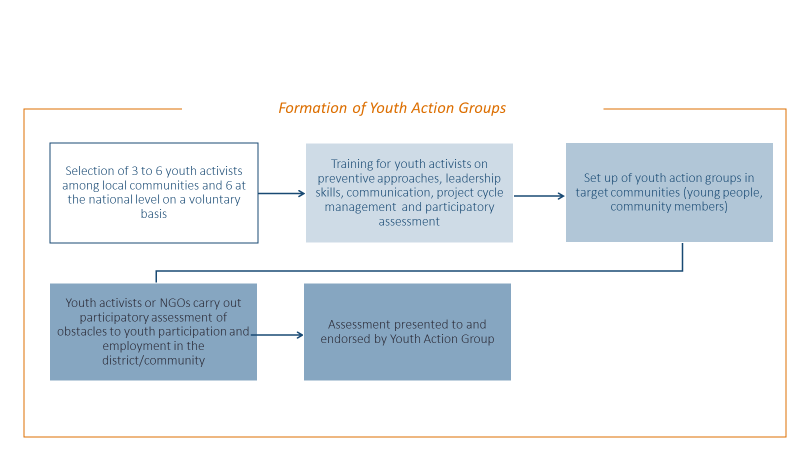 Formation of Youth Action Groups
Selection of 3 to 6 youth activists
among local communities and 6 at
the national level on a voluntary
basis
Training for youth activists on
preventive approaches, leadership
skills, communication, project cycle
management and participatory
assessment
Set up of youth action groups in
target communities (young people,
community members)
Youth activists or NGOs carry out
participatory assessment of
obstacles to youth participation and
employment in the
district/community
Assessment presented to and
endorsed by Youth Action Group